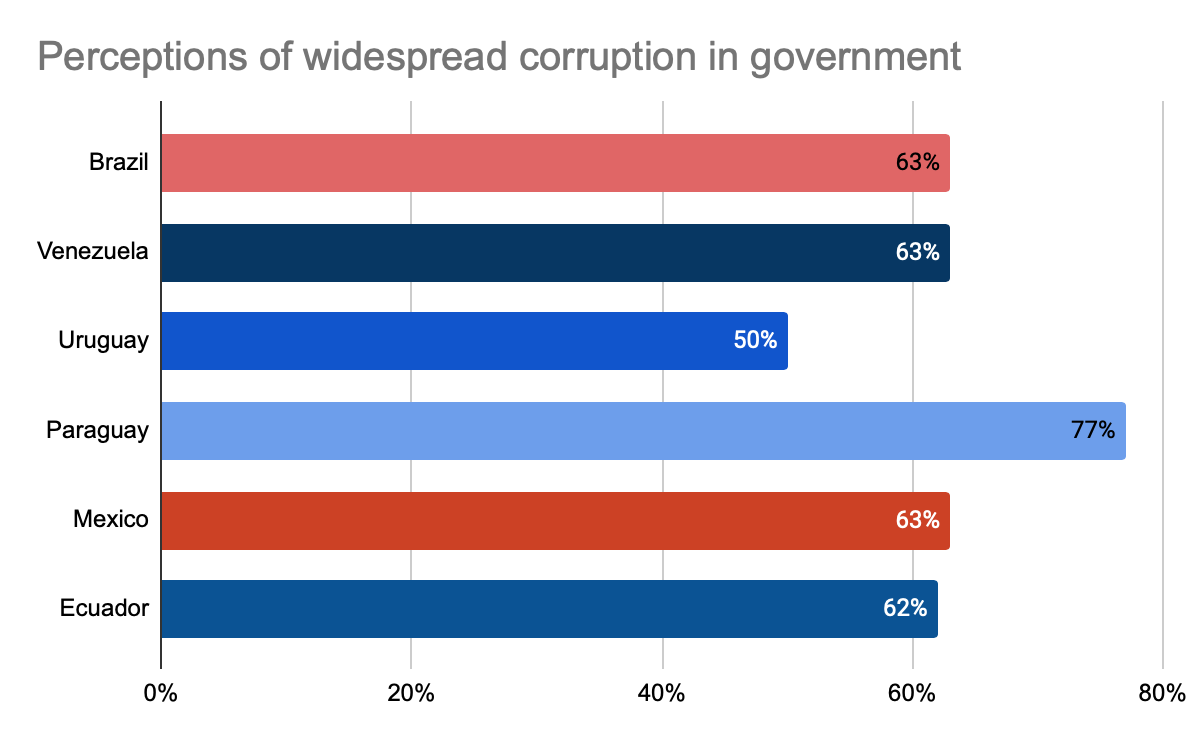 Perceptions of widespread corruption in government
Brazil 63%
Venezuela 63%
Uruguay 50%
Paraguay 77%
Mexico 63%
Ecuador 62%
0% 20% 40% 60% 80%